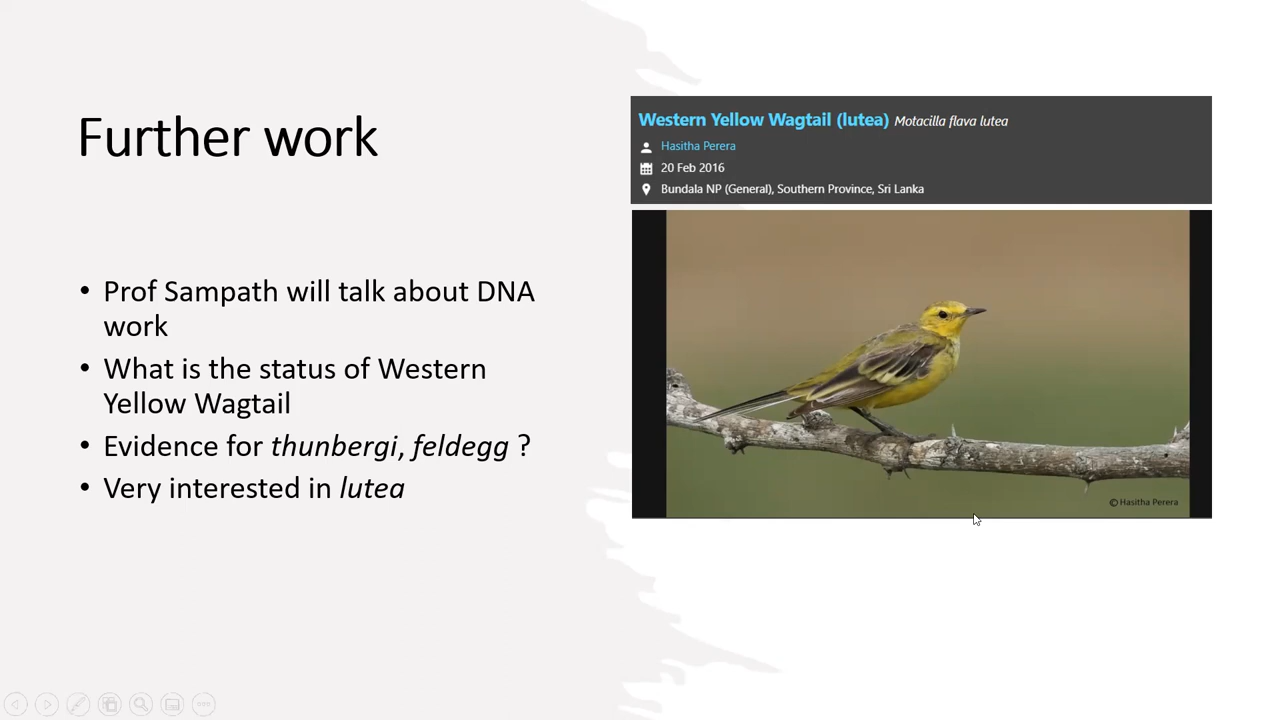 Further work
• Prof Sampath will talk about DNA
work
• What is the status of Western
Yellow Wagtail
• Evidence for thunbergi, feldegg ?
• Very interested in lutea
Western Yellow Wagtail (lutea) Motacilla flava lutea
Hasitha Perera
20 Feb 2016
Bundala NP (General), Southern Province, Sri Lanka
© Hasitha Perera